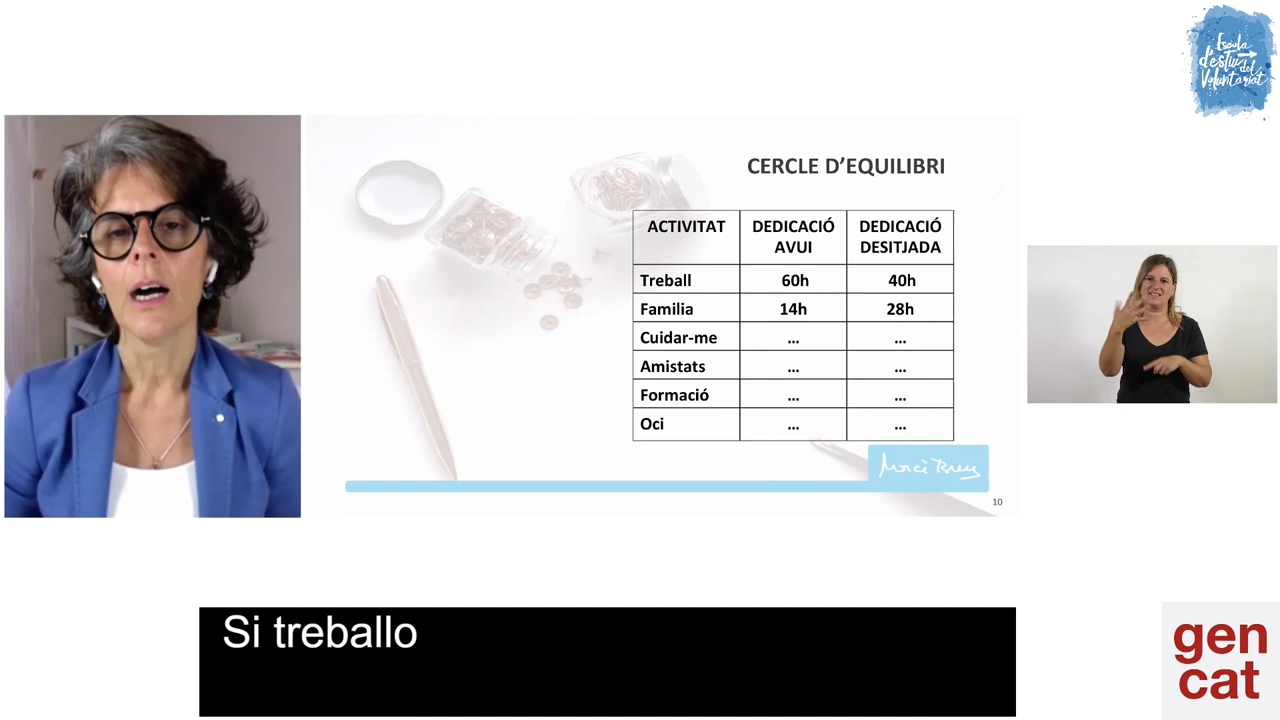 Escola
d'estiu del
Voluntariat
CERCLE D'EQUILIBRI
ACTIVITAT DEDICACIÓ AVUI DEDICACIÓ DESITJADA
Treball 60h 40h
Familia 14h 28h
Cuidar-me ... ...
Amistats ... ...
Formació ... ...
Oci ... ...
10
Si treballo
gen
cat